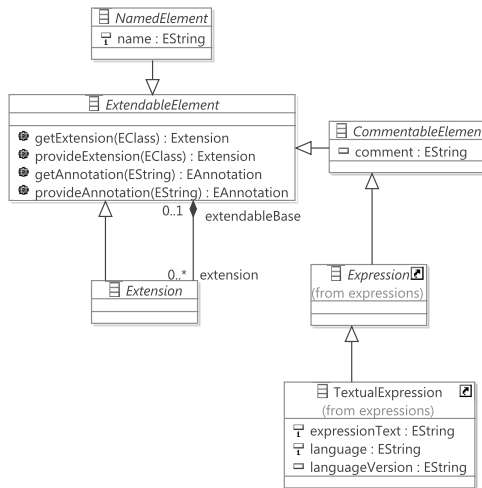 NamedElement
name : EString
ExtendableElement
getExtension(EClass) : Extension
provideExtension(EClass) : Extension
getAnnotation(EString) : EAnnotation
provideAnnotation(EString) : EAnnotation
CommentableElemen
comment : EString
0..1
extendableBase
0..* extension
Extension
Expression
(from expressions)
TextualExpression
(from expressions)
expressionText : EString
language : EString
languageVersion : EString